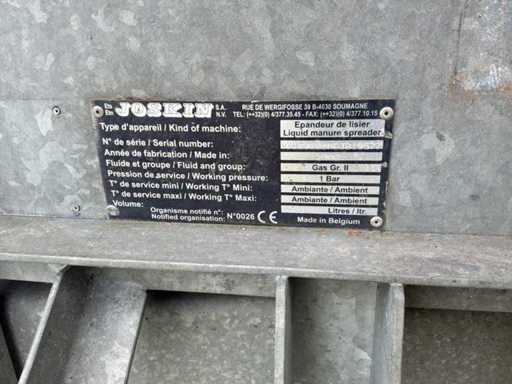 Ets JOSKIN S.A. RUE DE WERGIFOSSE 39 B-4630 SOUMAGNE
Ets N.V. TEL: (++32)(0) 4/377.35.45 - FAX: (++32)(0) 4/377.10.15
Type d'appareil / Kind of machine: Epandeur de lisier
Liquid manure spreader
N° de série / Serial number:
Année de fabrication / Made in:
Fluide et groupe / Fluid and group: Gas Gr. II
Pression de service / Working pressure: 1 Bar
T° de service mini / Working T° Mini: Ambiante / Ambient
T° de service maxi / Working T° Maxi: Ambiante / Ambient
Volume: Litres / ltr.
Organisme notifié n°:
Notified organisation: N°0026 CE Made in Belgium